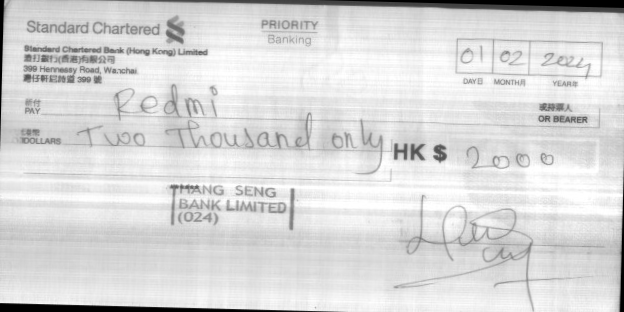 Standard Chartered
PRIORITY
Banking
Standard Chartered Bank (Hong Kong) Limited
渣打銀行(香港)有限公司
399 Hennessy Road, Wanchai.
灣仔軒尼詩道 399 號
01 02 2024
DAY日 MONTH月 YEAR年
祈付
PAY Redmi
或持票人
OR BEARER
港幣
DOLLARS Two Thousand only HK $ 2000
HANG SENG
BANK LIMITED
(024)